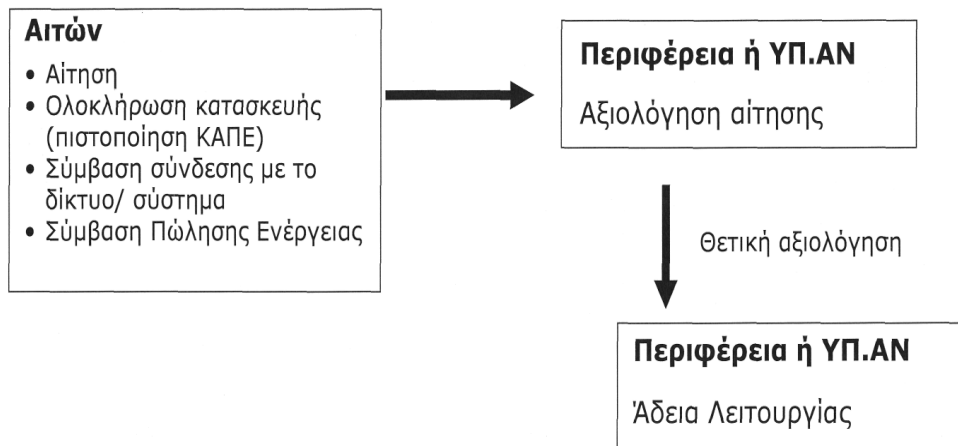 Αιτών
• Αίτηση
• Ολοκλήρωση κατασκευής
(πιστοποίηση ΚΑΠΕ)
• Σύμβαση σύνδεσης με το
δίκτυο/ σύστημα
• Σύμβαση Πώλησης Ενέργειας
Περιφέρεια ή ΥΠ.ΑΝ
Αξιολόγηση αίτησης
Θετική αξιολόγηση
Περιφέρεια ή ΥΠ.ΑΝ
Άδεια Λειτουργίας